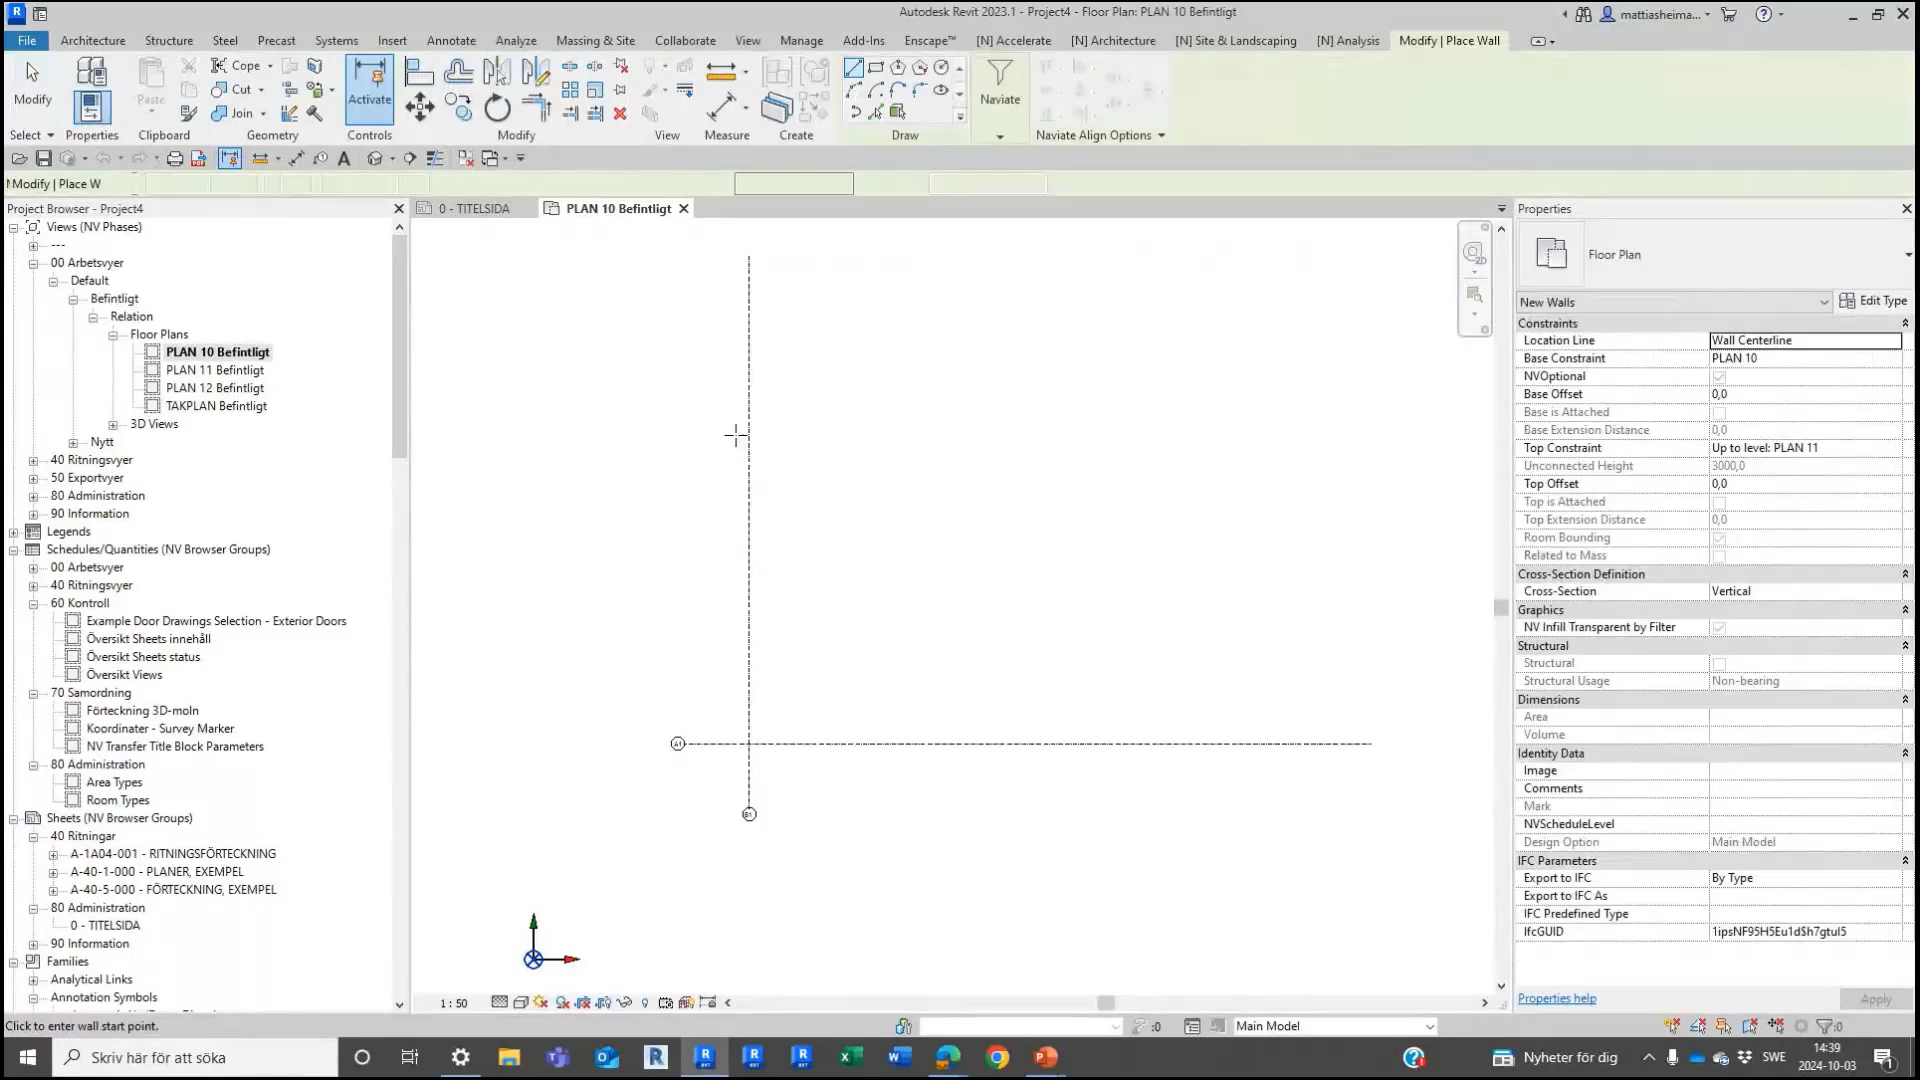 Autodesk Revit 2023.1 - Project4 - Floor Plan: PLAN 10 Befintligt
mattiasheima...
File Architecture Structure Steel Precast Systems Insert Annotate Analyze Massing & Site Collaborate View Manage Add-Ins Enscape™ [N] Accelerate [N] Architecture [N] Site & Landscaping [N] Analysis Modify | Place Wall
Cope
Cut
Join
Modify Paste Activate Naviate
Select Properties Clipboard Geometry Controls Modify View Measure Create Draw Naviate Align Options
Modify | Place W
Project Browser - Project4
0 - TITELSIDA
PLAN 10 Befintligt
Properties
Views (NV Phases)
---
00 Arbetsvyer
Default
Befintligt
Relation
Floor Plans
PLAN 10 Befintligt
PLAN 11 Befintligt
PLAN 12 Befintligt
TAKPLAN Befintligt
3D Views
Nytt
40 Ritningsvyer
50 Exportvyer
80 Administration
90 Information
Legends
Schedules/Quantities (NV Browser Groups)
00 Arbetsvyer
40 Ritningsvyer
60 Kontroll
Example Door Drawings Selection - Exterior Doors
Översikt Sheets innehåll
Översikt Sheets status
Översikt Views
70 Samordning
Förteckning 3D-moln
Koordinater - Survey Marker
NV Transfer Title Block Parameters
80 Administration
Area Types
Room Types
Sheets (NV Browser Groups)
40 Ritningar
A-1A04-001 - RITNINGSFÖRTECKNING
A-40-1-000 - PLANER, EXEMPEL
A-40-5-000 - FÖRTECKNING, EXEMPEL
80 Administration
0 - TITELSIDA
90 Information
Families
Analytical Links
Annotation Symbols
2D
A1
B1
1 : 50
Floor Plan
New Walls Edit Type
Constraints
Location Line Wall Centerline
Base Constraint PLAN 10
NVOptional
Base Offset 0,0
Base is Attached
Base Extension Distance 0,0
Top Constraint Up to level: PLAN 11
Unconnected Height 3000,0
Top Offset 0,0
Top is Attached
Top Extension Distance 0,0
Room Bounding
Related to Mass
Cross-Section Definition
Cross-Section Vertical
Graphics
NV Infill Transparent by Filter
Structural
Structural
Structural Usage Non-bearing
Dimensions
Area
Volume
Identity Data
Image
Comments
Mark
NVScheduleLevel
Design Option Main Model
IFC Parameters
Export to IFC By Type
Export to IFC As
IFC Predefined Type
IfcGUID 1ipsNF95H5Eu1d$h7gtuI5
Properties help Apply
Click to enter wall start point.
:0
Main Model
:0
Skriv här för att söka
Nyheter för dig
SWE
14:39
2024-10-03
1